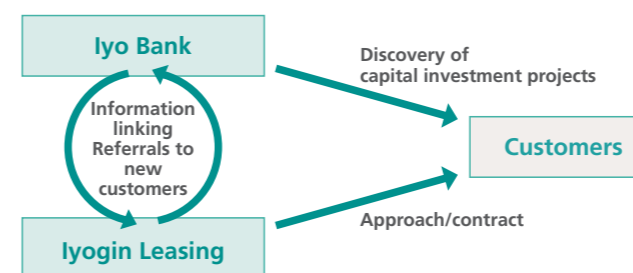 Iyo Bank
Discovery of
capital investment projects
Information
linking
Referrals to
new
customers
Customers
Approach/contract
Iyogin Leasing